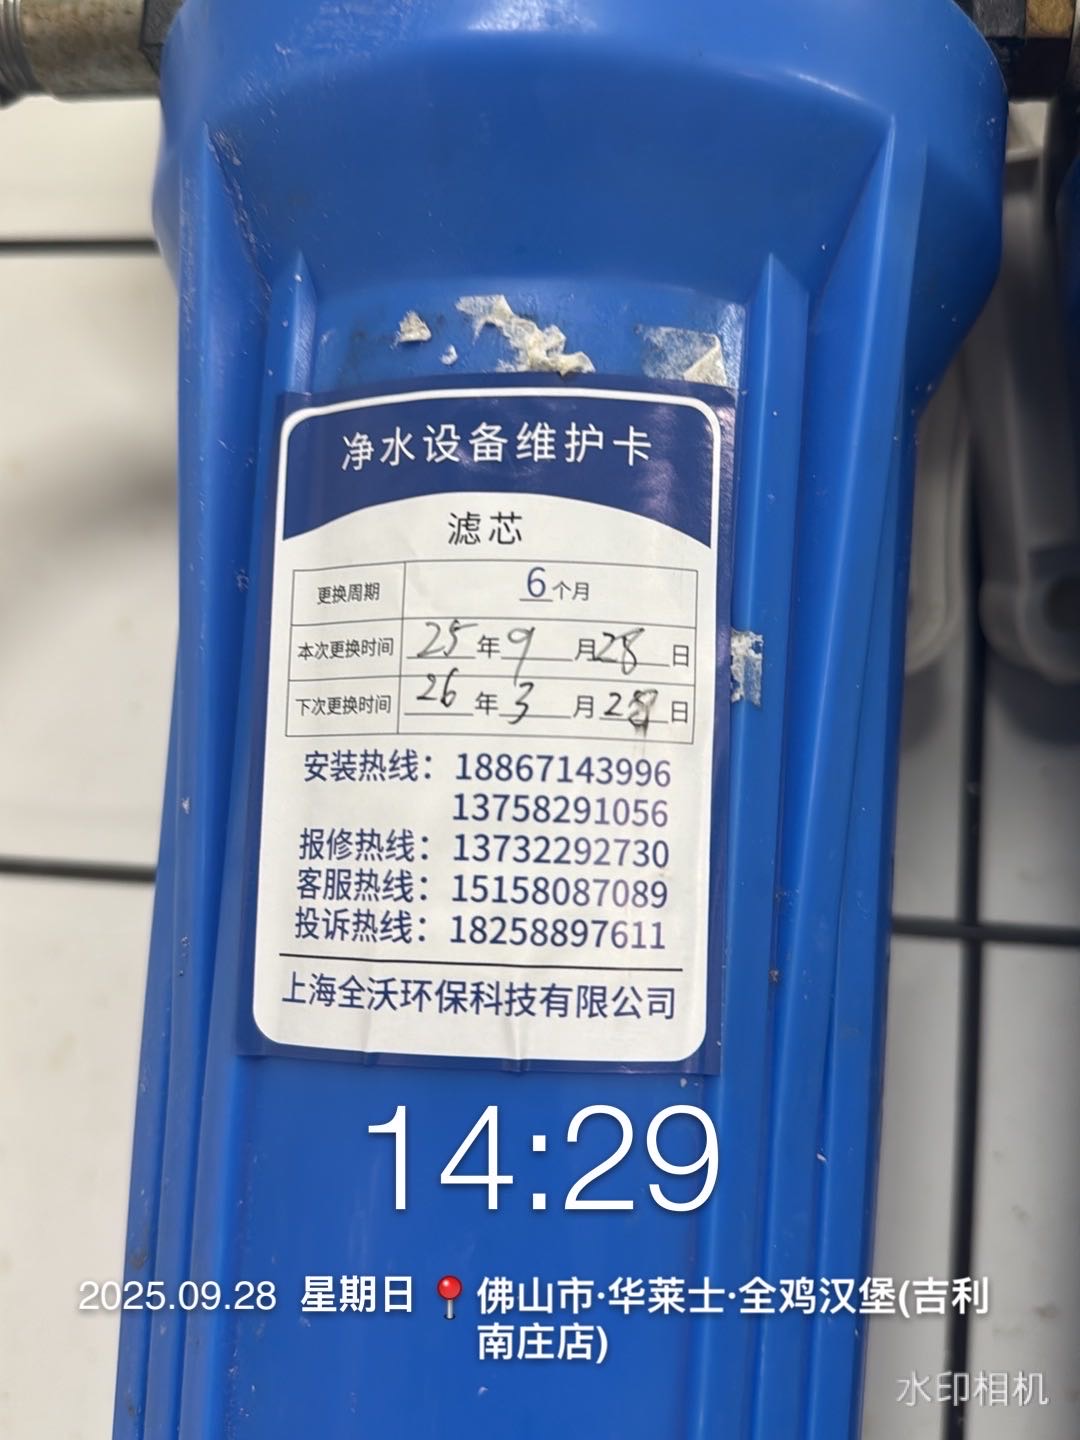 净水设备维护卡
滤芯
更换周期 6个月
本次更换时间 25年9月28日
下次更换时间 26年3月28日
安装热线：18867143996
13758291056
报修热线：13732292730
客服热线：15158087089
投诉热线：18258897611
上海全沃环保科技有限公司
14:29
2025.09.28 星期日 佛山市·华莱士·全鸡汉堡(吉利
南庄店)
水印相机